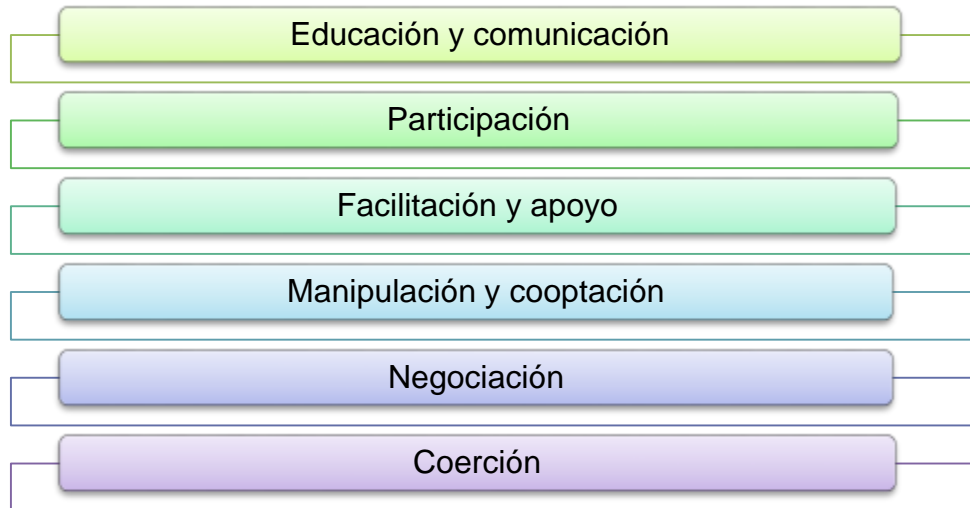 Educación y comunicación
Participación
Facilitación y apoyo
Manipulación y cooptación
Negociación
Coerción